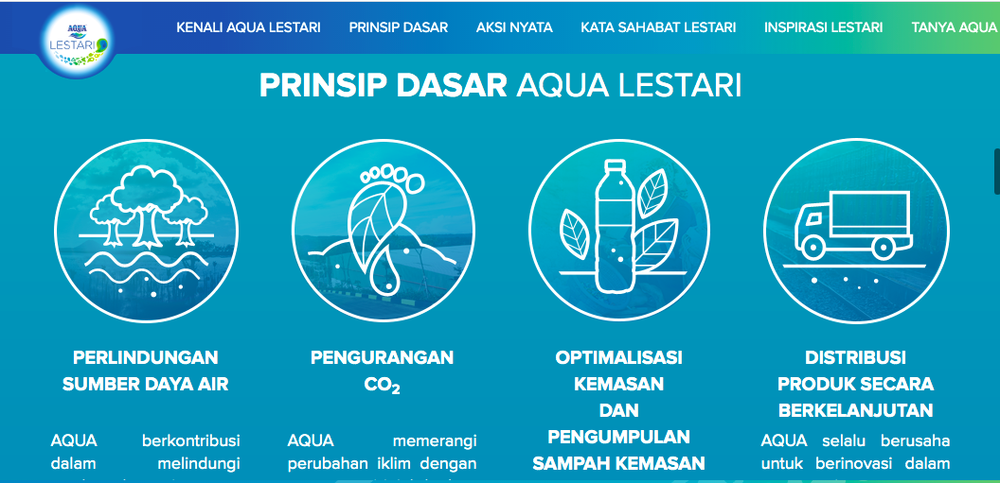 AQUA
LESTARI
KENALI AQUA LESTARI PRINSIP DASAR AKSI NYATA KATA SAHABAT LESTARI INSPIRASI LESTARI TANYA AQUA
PRINSIP DASAR AQUA LESTARI
PERLINDUNGAN
SUMBER DAYA AIR
AQUA berkontribusi
dalam melindungi
PENGURANGAN
CO2
AQUA memerangi
perubahan iklim dengan
OPTIMALISASI
KEMASAN
DAN
PENGUMPULAN
SAMPAH KEMASAN
DISTRIBUSI
PRODUK SECARA
BERKELANJUTAN
AQUA selalu berusaha
untuk berinovasi dalam